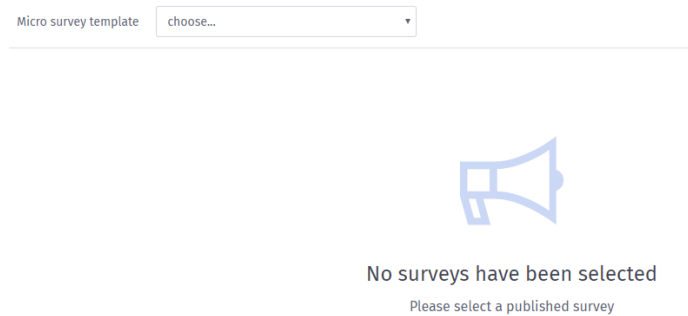 Micro survey template choose...
No surveys have been selected
Please select a published survey